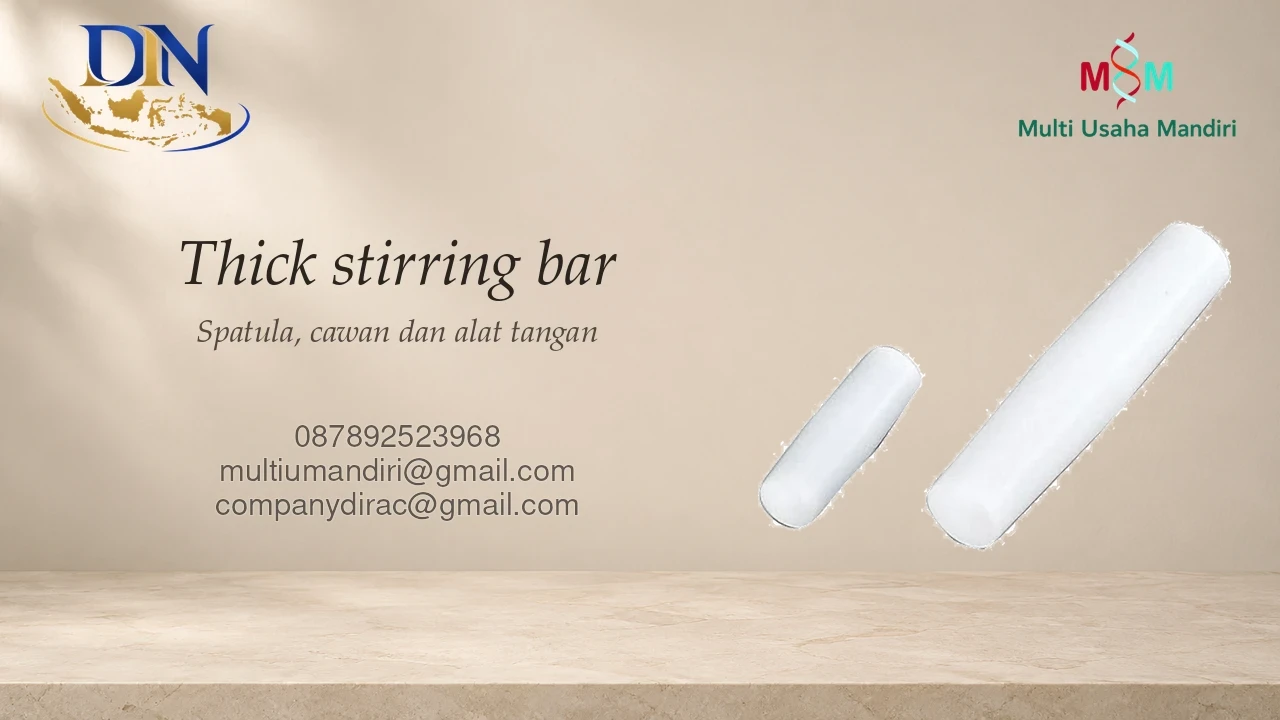 DN
M M
Multi Usaha Mandiri
Thick stirring bar
Spatula, cawan dan alat tangan
087892523968
multiumandiri@gmail.com
companydirac@gmail.com